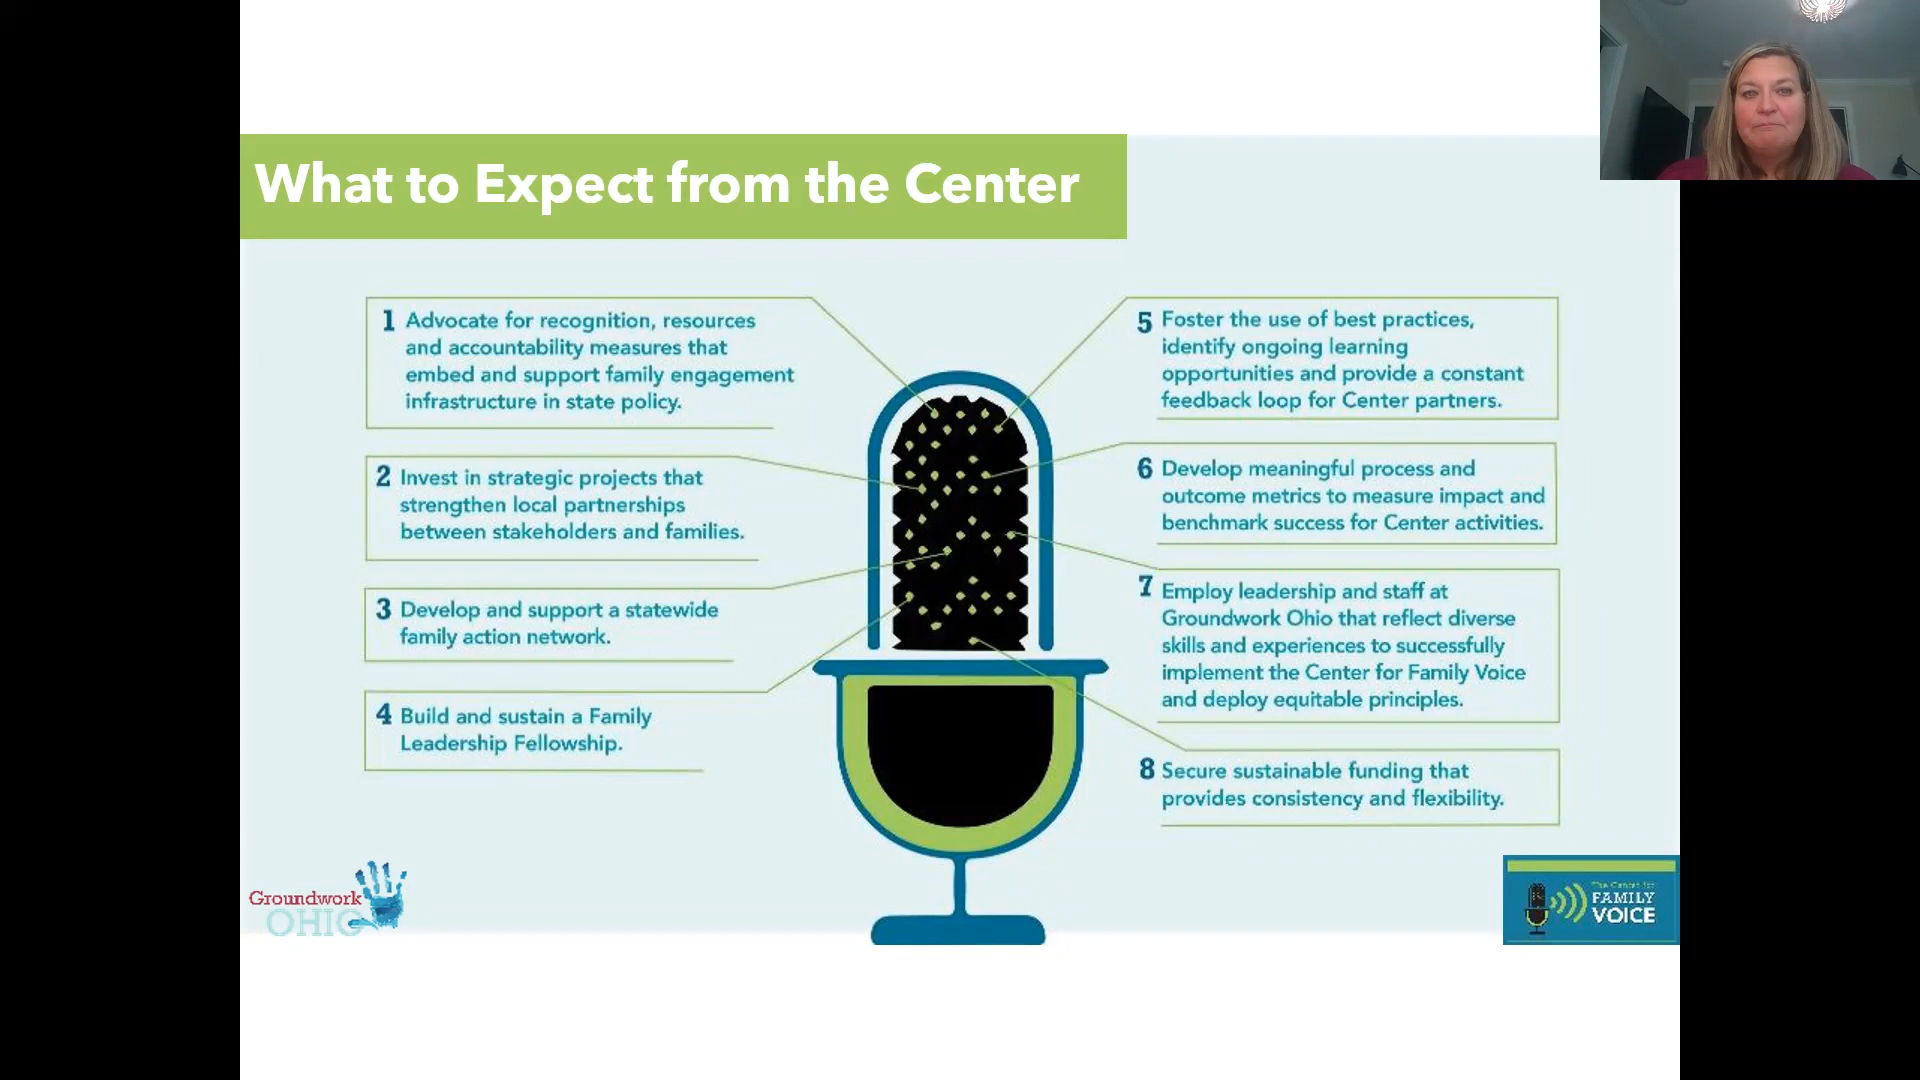 What to Expect from the Center
1 Advocate for recognition, resources
and accountability measures that
embed and support family engagement
infrastructure in state policy.
2 Invest in strategic projects that
strengthen local partnerships
between stakeholders and families.
3 Develop and support a statewide
family action network.
4 Build and sustain a Family
Leadership Fellowship.
5 Foster the use of best practices,
identify ongoing learning
opportunities and provide a constant
feedback loop for Center partners.
6 Develop meaningful process and
outcome metrics to measure impact and
benchmark success for Center activities.
7 Employ leadership and staff at
Groundwork Ohio that reflect diverse
skills and experiences to successfully
implement the Center for Family Voice
and deploy equitable principles.
8 Secure sustainable funding that
provides consistency and flexibility.
Groundwork
OHIO
The Center for
FAMILY
VOICE